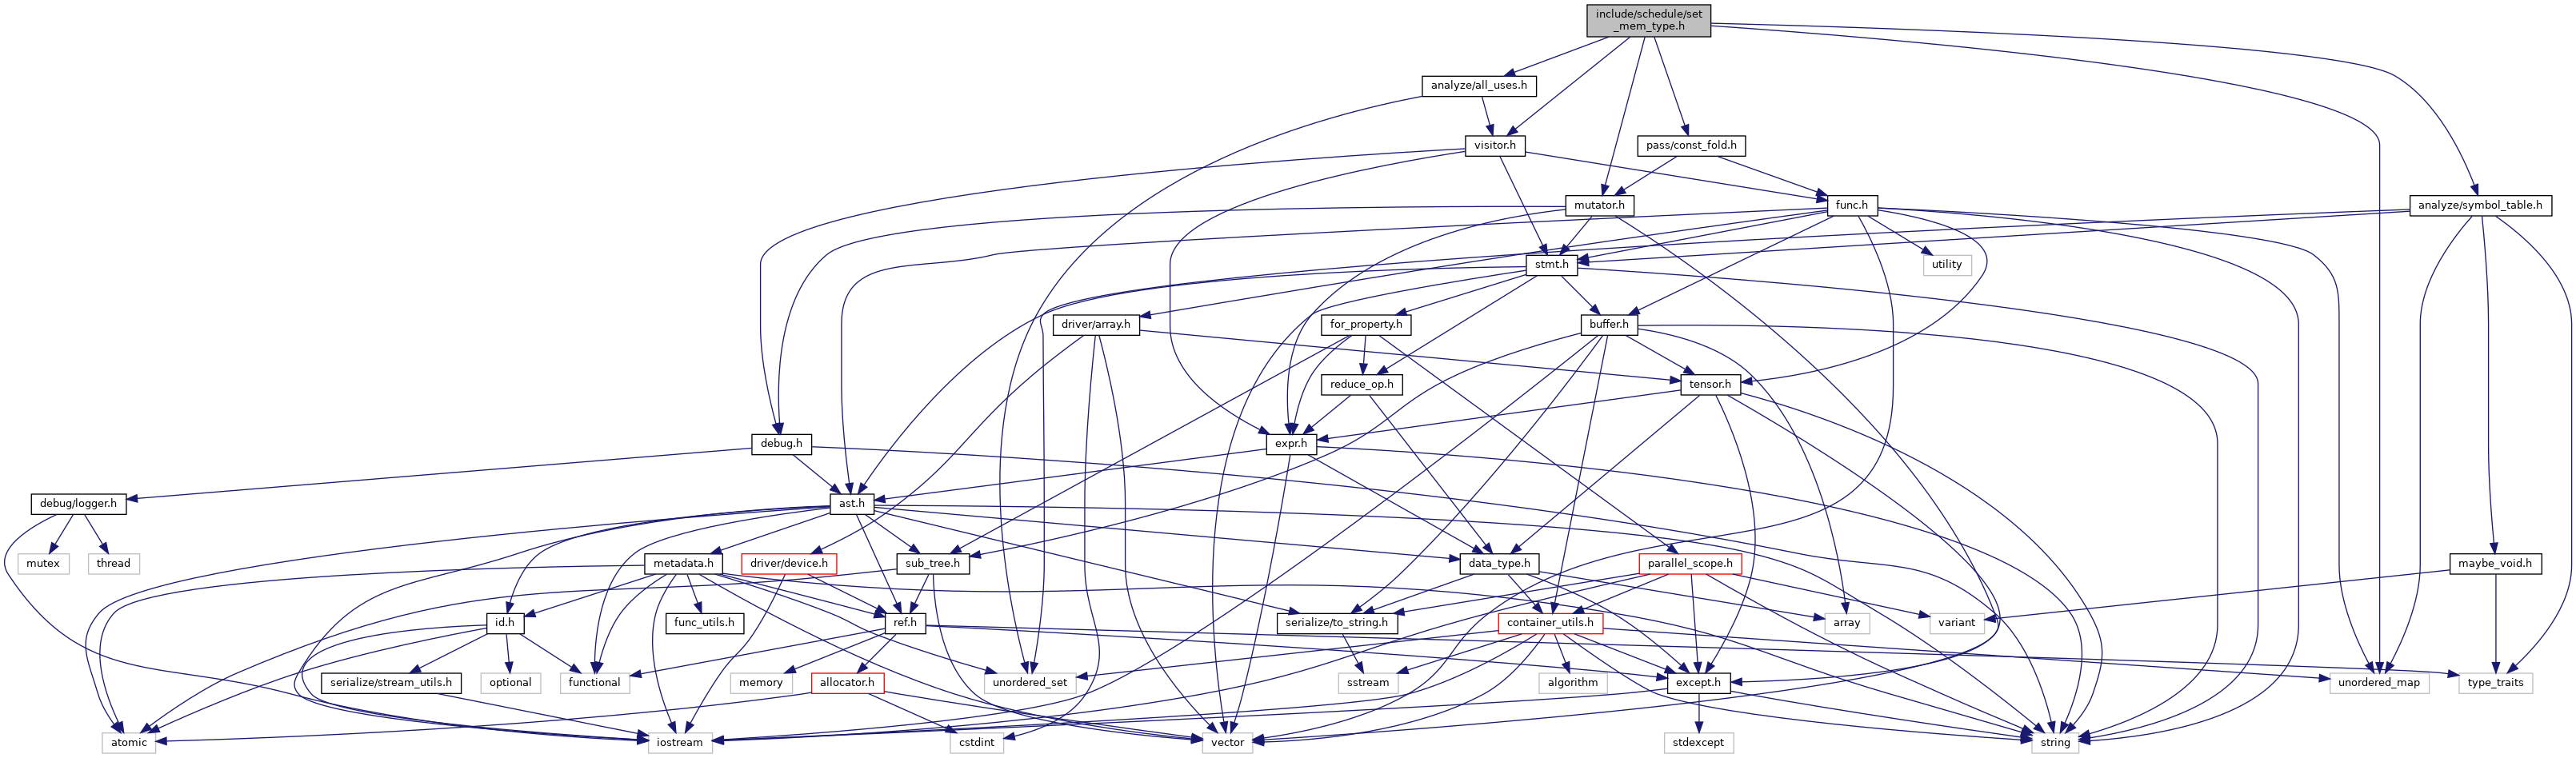 include/schedule/set
_mem_type.h
analyze/all_uses.h
visitor.h
pass/const_fold.h
mutator.h
func.h
analyze/symbol_table.h
stmt.h
utility
driver/array.h
for_property.h
buffer.h
reduce_op.h
tensor.h
debug.h
expr.h
debug/logger.h
ast.h
mutex
thread
metadata.h
driver/device.h
sub_tree.h
data_type.h
parallel_scope.h
maybe_void.h
id.h
func_utils.h
ref.h
serialize/to_string.h
container_utils.h
array
variant
serialize/stream_utils.h
optional
functional
memory
allocator.h
unordered_set
sstream
algorithm
except.h
unordered_map
type_traits
atomic
iostream
cstdint
vector
stdexcept
string